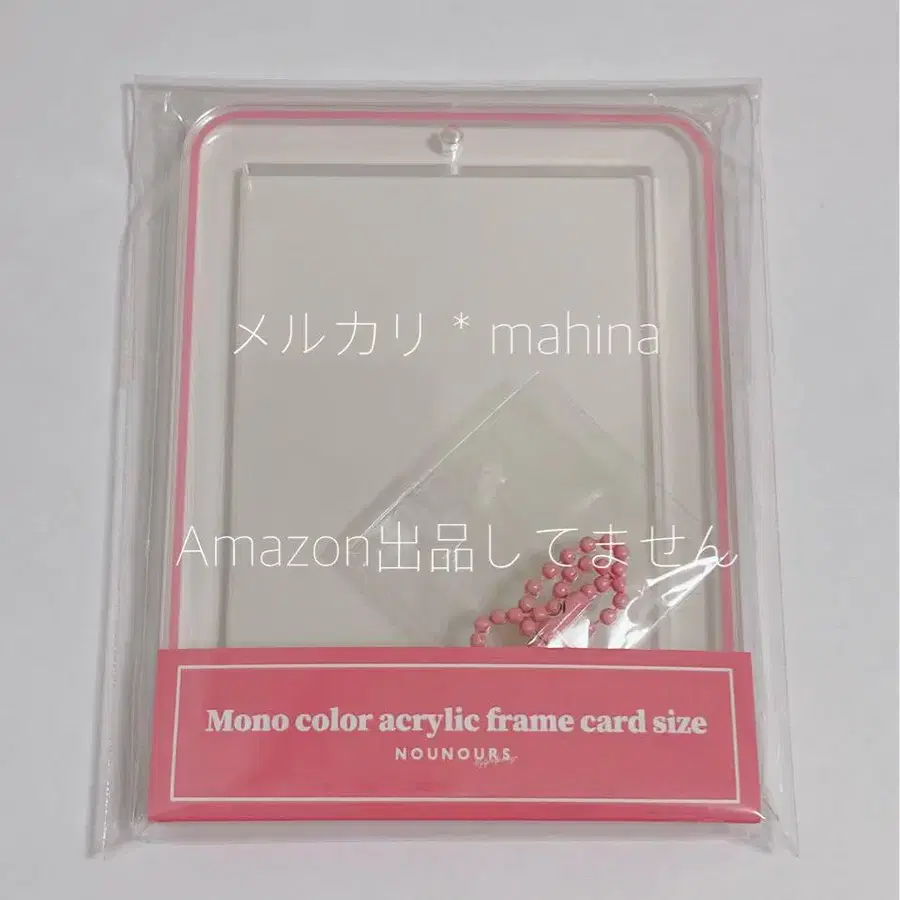 メルカリ * mahina
Amazon出品してません
Mono color acrylic frame card size
NOUNOURS